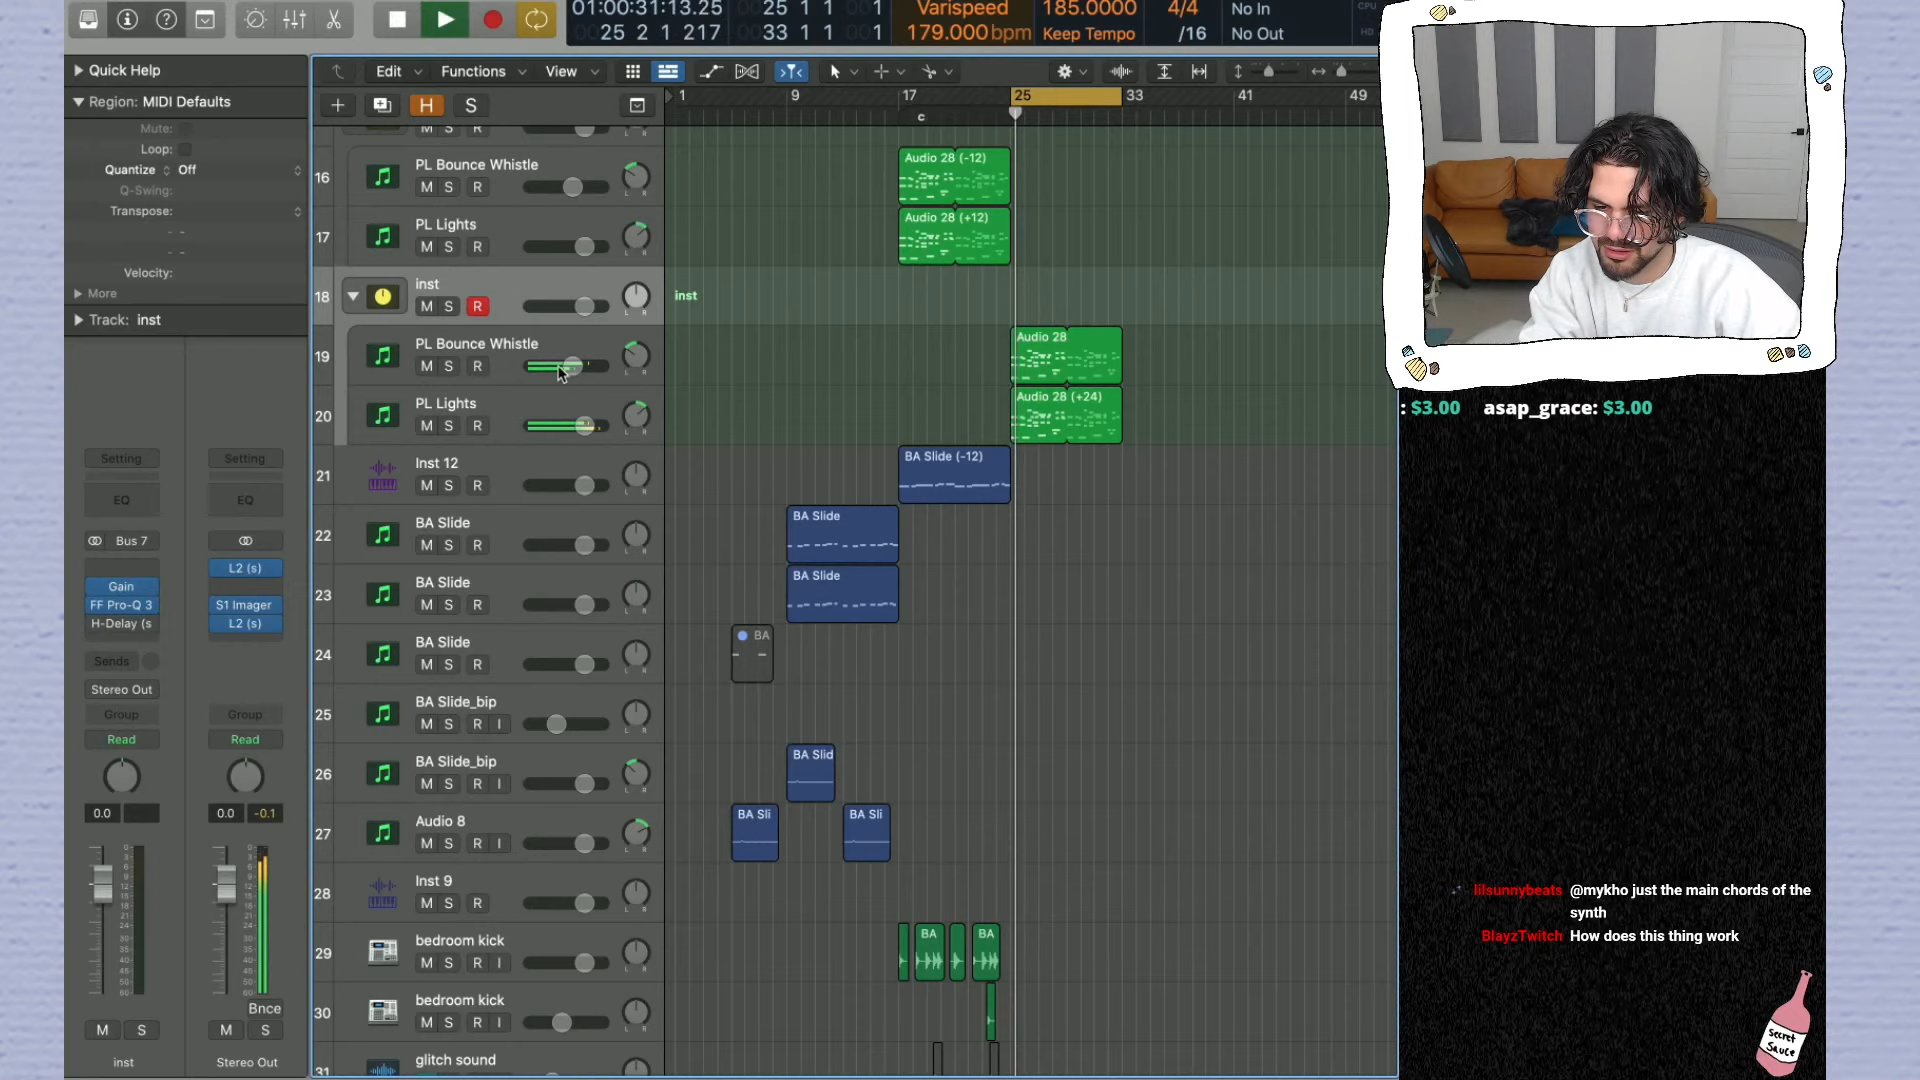 01:00:31:13.25
25 2 1 217
25 1 1 1
33 1 1 1
Varispeed
179.000 bpm
185.0000
Keep Tempo
4/4
/16
No In
No Out
CPU
HD
Quick Help
Region: MIDI Defaults
Mute:
Loop:
Quantize Off
Q-Swing:
Transpose:
Velocity:
More
Track: inst
Edit Functions View
H S
1 9 17 25 33 41 49
c
M S R
16 PL Bounce Whistle
M S R
Audio 28 (-12)
17 PL Lights
M S R
Audio 28 (+12)
18 inst
M S R
inst
19 PL Bounce Whistle
M S R
Audio 28
20 PL Lights
M S R
Audio 28 (+24)
21 Inst 12
M S R
BA Slide (-12)
22 BA Slide
M S R
BA Slide
23 BA Slide
M S R
BA Slide
24 BA Slide
M S R
BA
25 BA Slide_bip
M S R I
26 BA Slide_bip
M S R I
BA Slid
27 Audio 8
M S R I
BA Sli BA Sli
28 Inst 9
M S R
29 bedroom kick
M S R I
BA BA
30 bedroom kick
M S R I
31 glitch sound
Setting Setting
EQ EQ
Bus 7
L2 (s)
Gain
FF Pro-Q 3 S1 Imager
H-Delay (s L2 (s)
Sends
Stereo Out
Group Group
Read Read
0.0 0.0 -0.1
Bnce
M S M S
inst Stereo Out
: $3.00 asap_grace: $3.00
lilsunnybeats @mykho just the main chords of the
synth
BlayzTwitch How does this thing work
Secret
Sauce